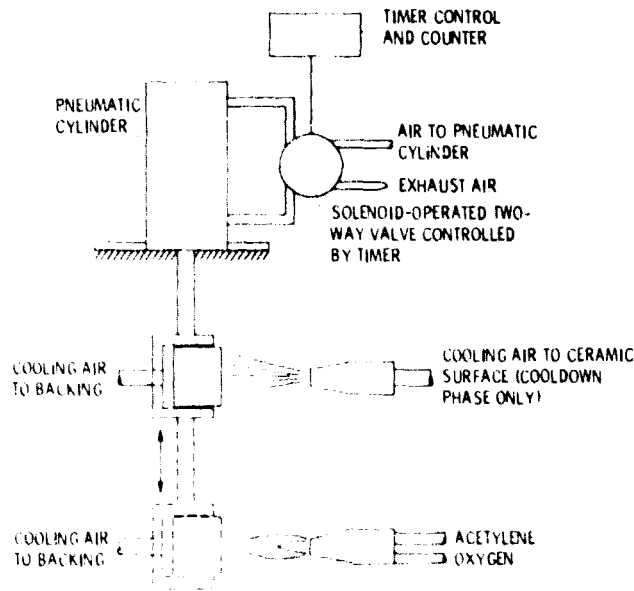 TIMER CONTROL
AND COUNTER
PNEUMATIC
CYLINDER
AIR TO PNEUMATIC
CYLINDER
EXHAUST AIR
SOLENOID-OPERATED TWO-
WAY VALVE CONTROLLED
BY TIMER
COOLING AIR
TO BACKING
COOLING AIR TO CERAMIC
SURFACE (COOLDOWN
PHASE ONLY)
COOLING AIR
TO BACKING
ACETYLENE
OXYGEN